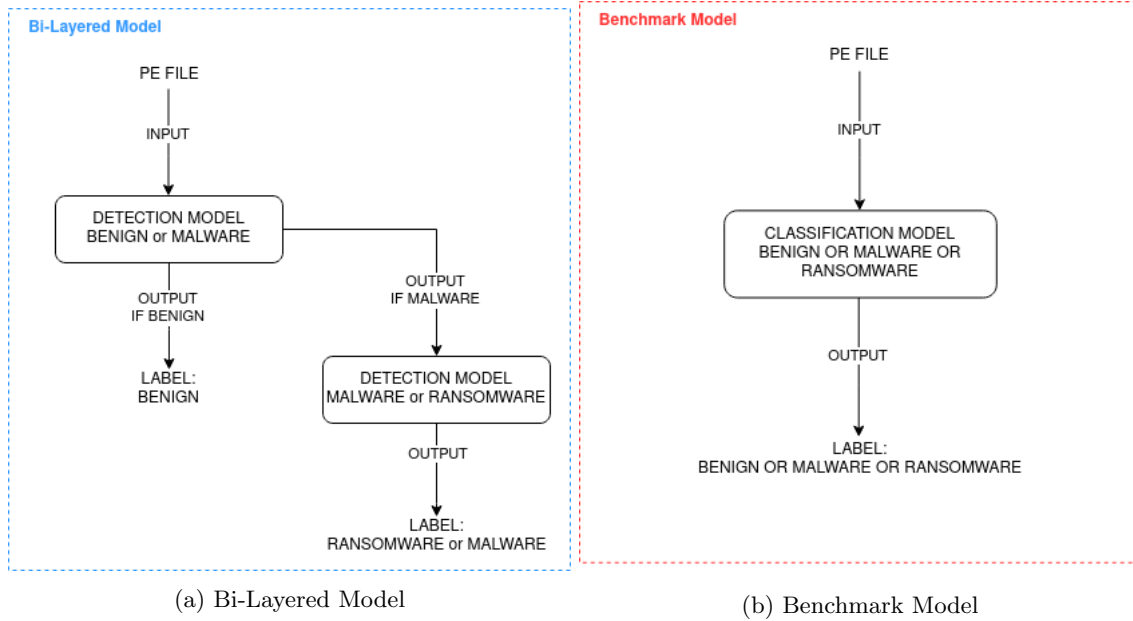 Bi-Layered Model
PE FILE
INPUT
DETECTION MODEL
BENIGN or MALWARE
OUTPUT
IF BENIGN
LABEL:
BENIGN
OUTPUT
IF MALWARE
DETECTION MODEL
MALWARE or RANSOMWARE
OUTPUT
LABEL:
RANSOMWARE or MALWARE
(a) Bi-Layered Model
Benchmark Model
PE FILE
INPUT
CLASSIFICATION MODEL
BENIGN OR MALWARE OR
RANSOMWARE
OUTPUT
LABEL:
BENIGN OR MALWARE OR RANSOMWARE
(b) Benchmark Model